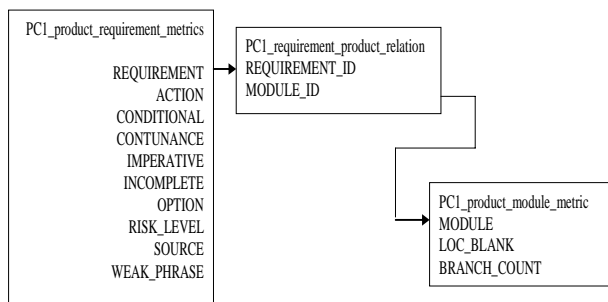 PC1_product_requirement_metrics
REQUIREMENT
ACTION
CONDITIONAL
CONTUNANCE
IMPERATIVE
INCOMPLETE
OPTION
RISK_LEVEL
SOURCE
WEAK_PHRASE
PC1_requirement_product_relation
REQUIREMENT_ID
MODULE_ID
PC1_product_module_metric
MODULE
LOC_BLANK
BRANCH_COUNT